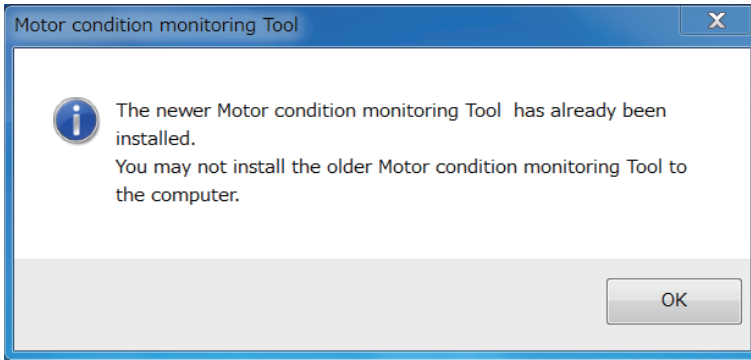 Motor condition monitoring Tool
X
The newer Motor condition monitoring Tool has already been
installed.
You may not install the older Motor condition monitoring Tool to
the computer.
OK